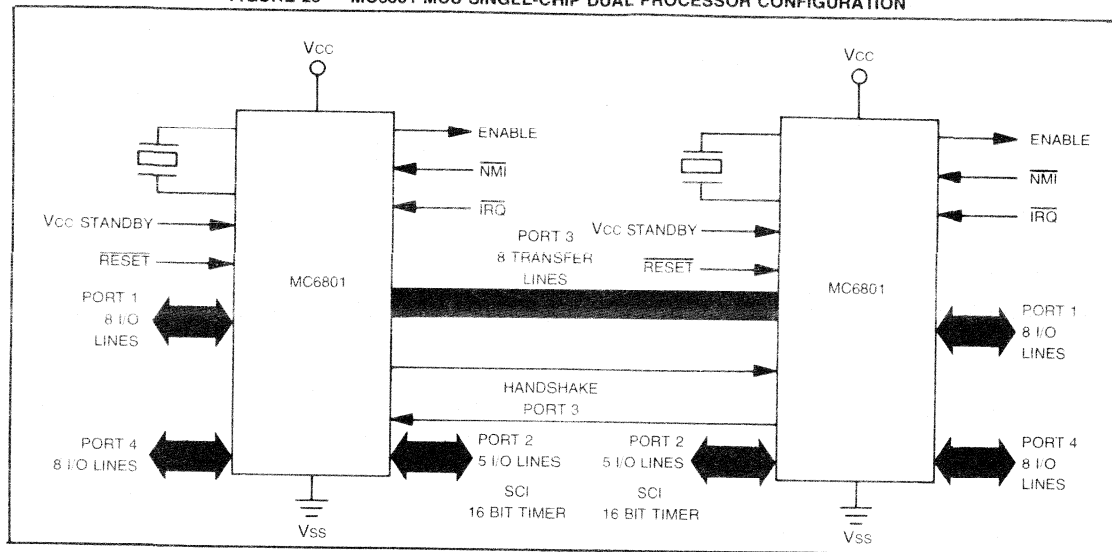 MC6801 MCU SINGLE-CHIP DUAL PROCESSOR CONFIGURATION
VCC
ENABLE
NMI
IRQ
VCC STANDBY
RESET
PORT 1
8 I/O
LINES
MC6801
PORT 3
8 TRANSFER
LINES
HANDSHAKE
PORT 3
PORT 4
8 I/O LINES
PORT 2
5 I/O LINES
SCI
16 BIT TIMER
VSS
VCC
ENABLE
NMI
IRQ
VCC STANDBY
RESET
MC6801
PORT 1
8 I/O
LINES
PORT 2
5 I/O LINES
SCI
16 BIT TIMER
PORT 4
8 I/O
LINES
VSS